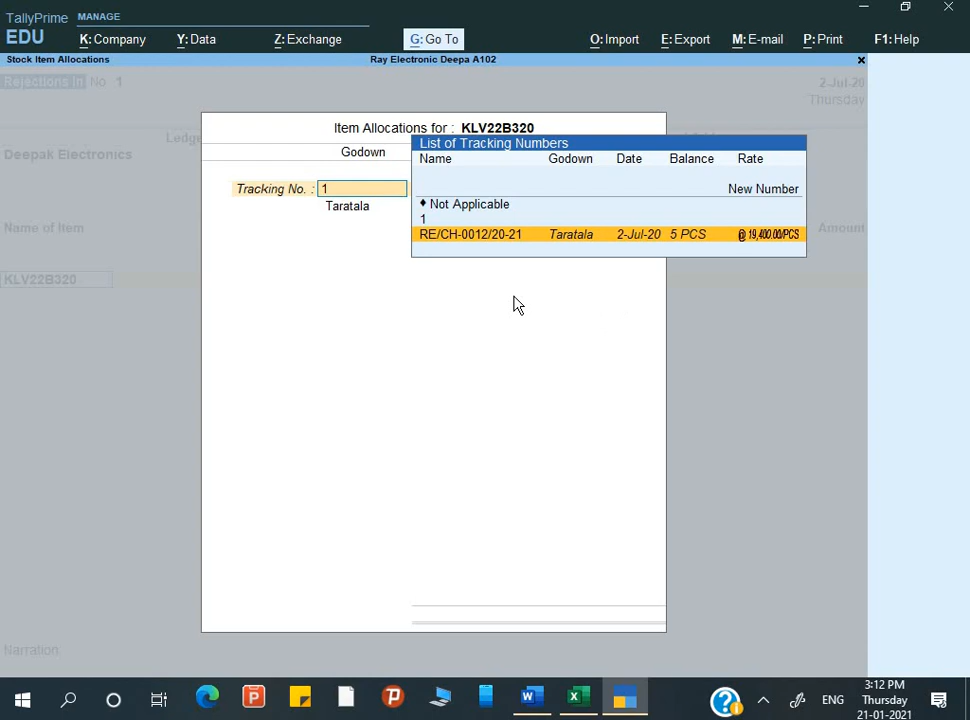 TallyPrime MANAGE
EDU K: Company Y: Data Z: Exchange G: Go To O: Import E: Export M: E-mail P: Print F1: Help
Stock Item Allocations Ray Electronic Deepa A102
Rejections in No 1 2-Jul-20
Thursday
Item Allocations for : KLV22B320
Godown
Deepak Electronics
List of Tracking Numbers
Name Godown Date Balance Rate
New Number
Tracking No. : 1
Taratala
♦ Not Applicable
1
RE/CH-0012/20-21 Taratala 2-Jul-20 5 PCS @ 19,400.00/PCS
Name of Item Amount
KLV22B320
Narration:
ENG
3:12 PM
Thursday
21-01-2021